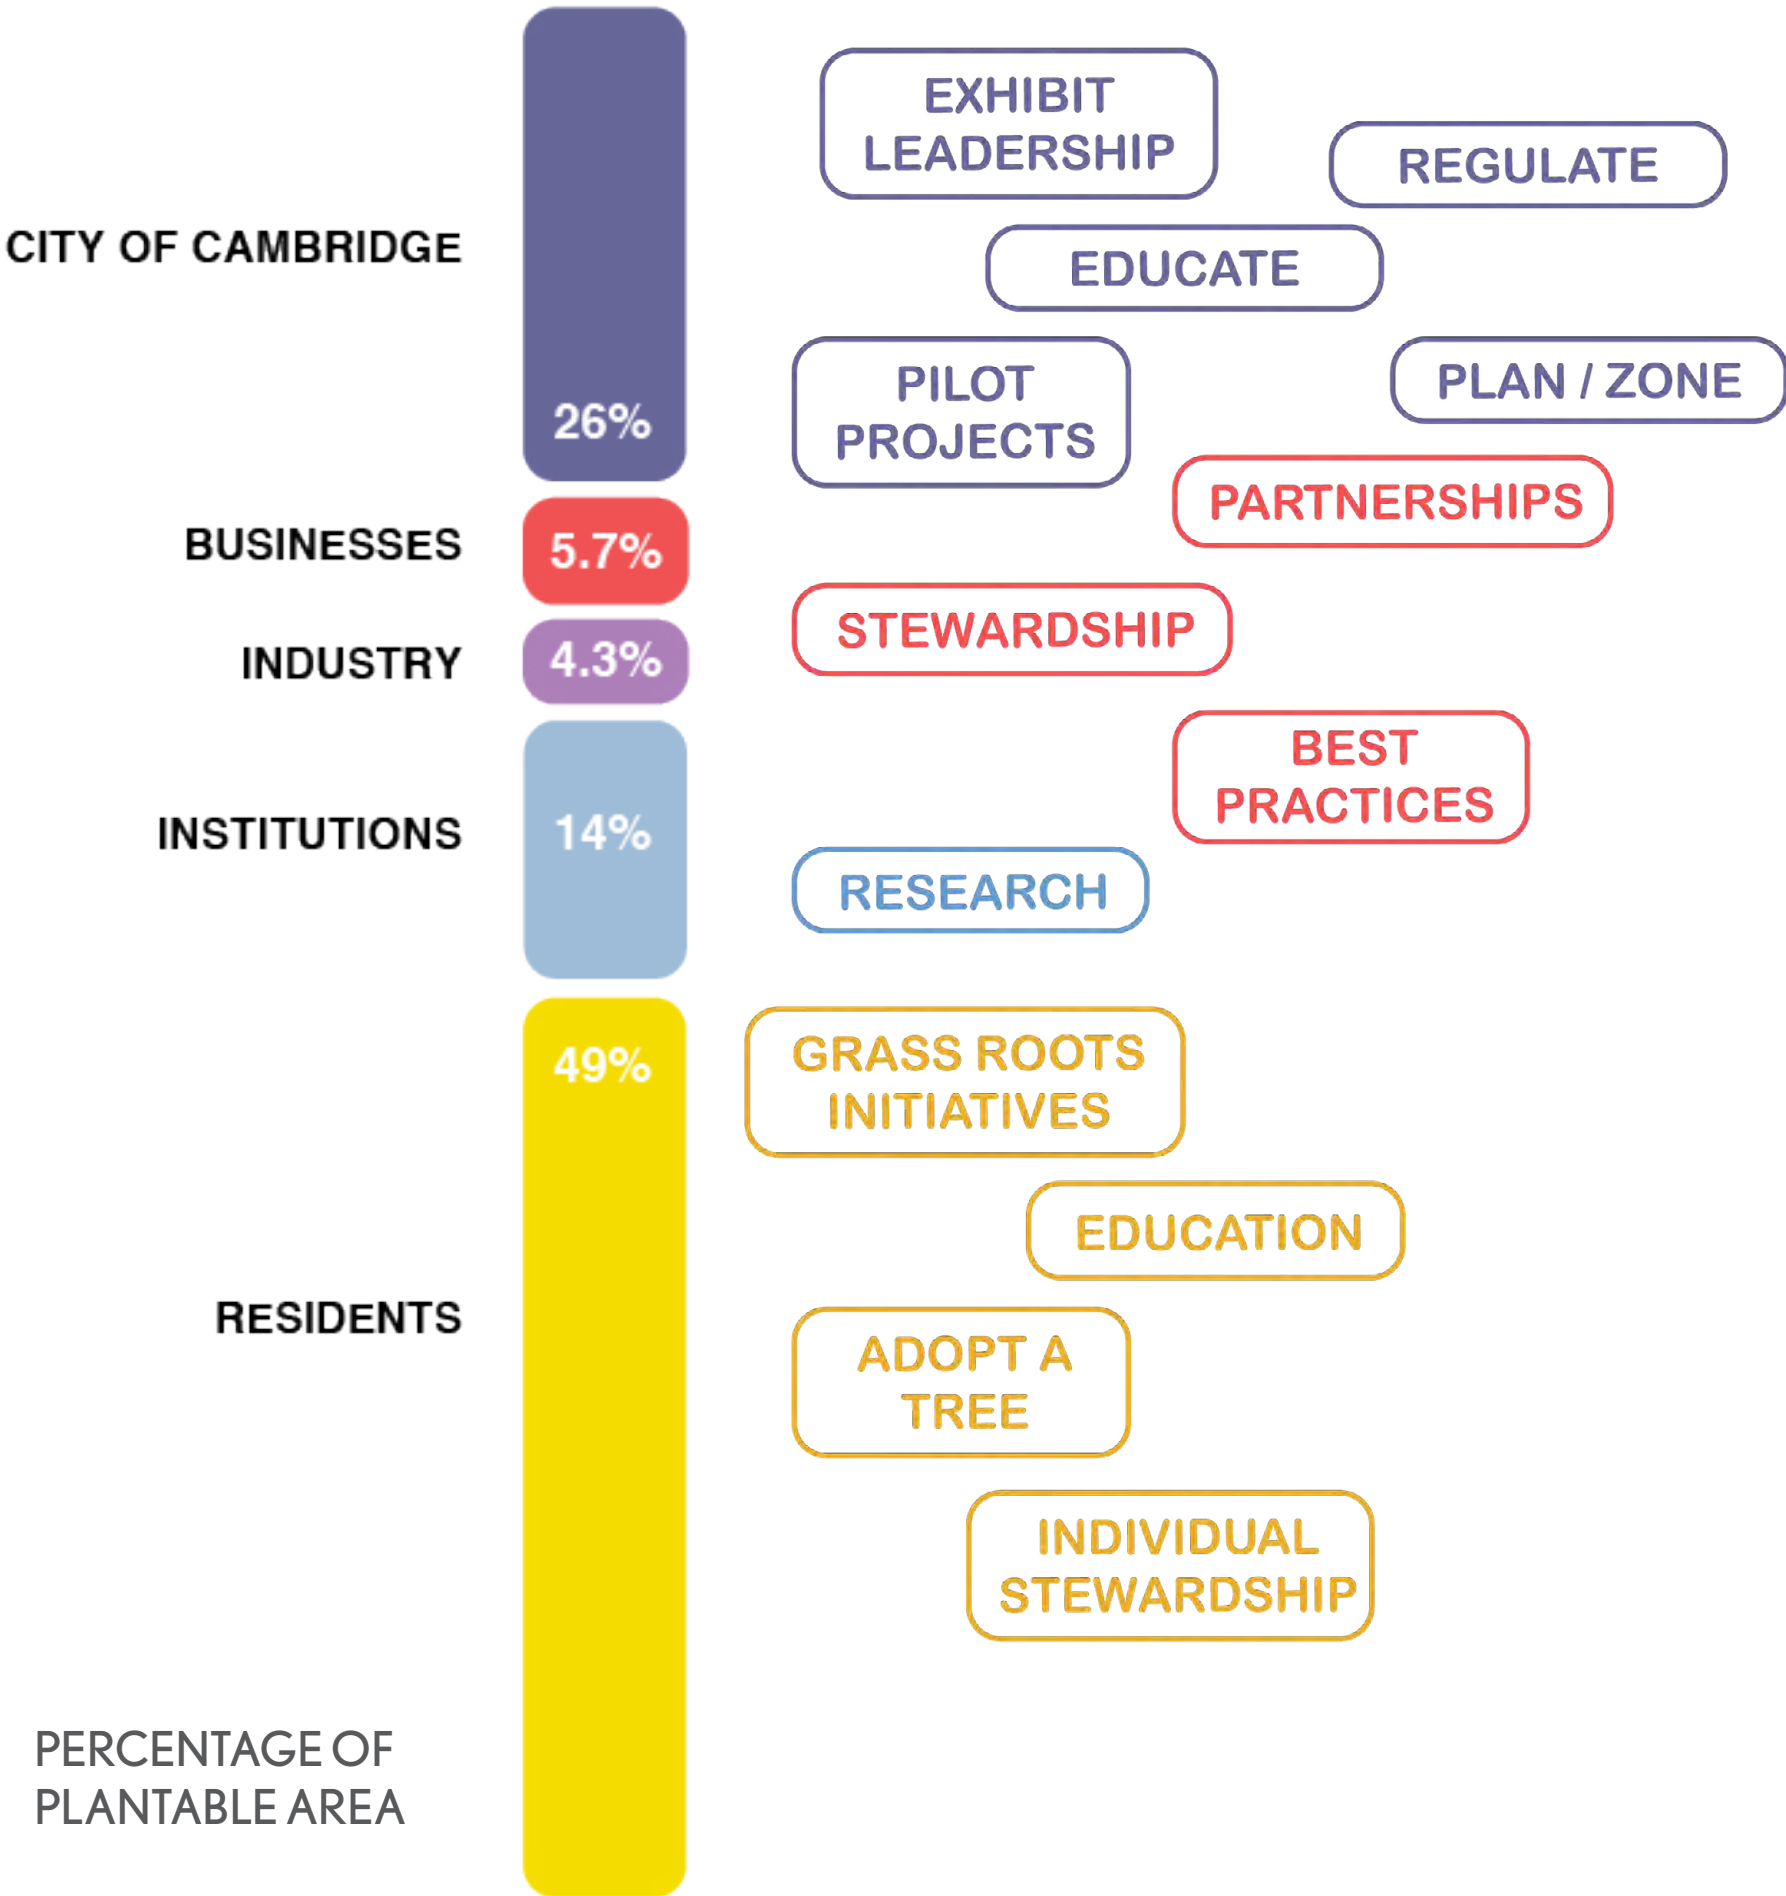 EXHIBIT
LEADERSHIP
REGULATE
CITY OF CAMBRIDGE
EDUCATE
26%
PILOT
PROJECTS
PLAN / ZONE
PARTNERSHIPS
BUSINESSES
5.7%
STEWARDSHIP
INDUSTRY
4.3%
BEST
PRACTICES
INSTITUTIONS
14%
RESEARCH
49%
GRASS ROOTS
INITIATIVES
EDUCATION
RESIDENTS
ADOPT A
TREE
INDIVIDUAL
STEWARDSHIP
PERCENTAGE OF
PLANTABLE AREA